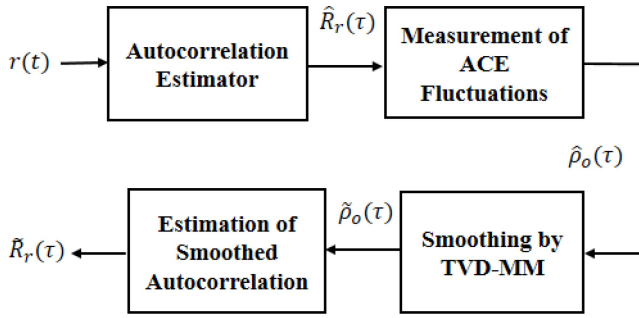 r(t)
Autocorrelation
Estimator
R̂_r(τ)
Measurement of
ACE
Fluctuations
ρ̂_o(τ)
Smoothing by
TVD-MM
ρ̃_o(τ)
Estimation of
Smoothed
Autocorrelation
R̃_r(τ)